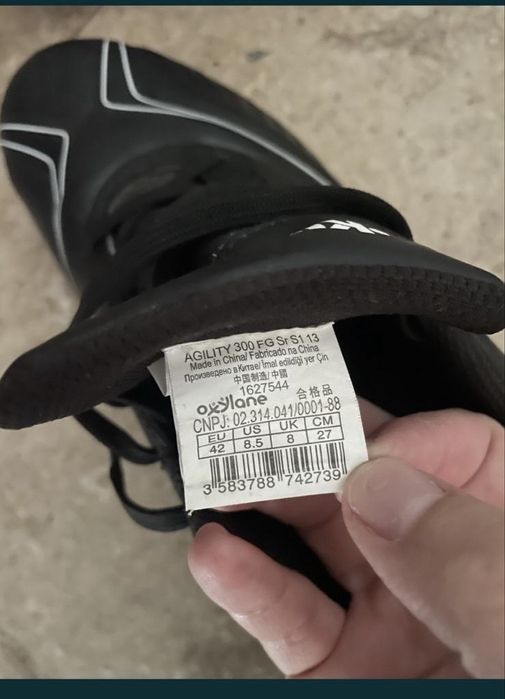 AGILITY 300 FG Sr S1 13
Made in China/ Fabricado na China
Произведено в Китае/ İmal edildiği yer Çin
中国制造/ 中國
1627544
oxylane 合格品
CNPJ: 02.314.041/0001-88
EU US UK CM
42 8.5 8 27
3 583788 742739